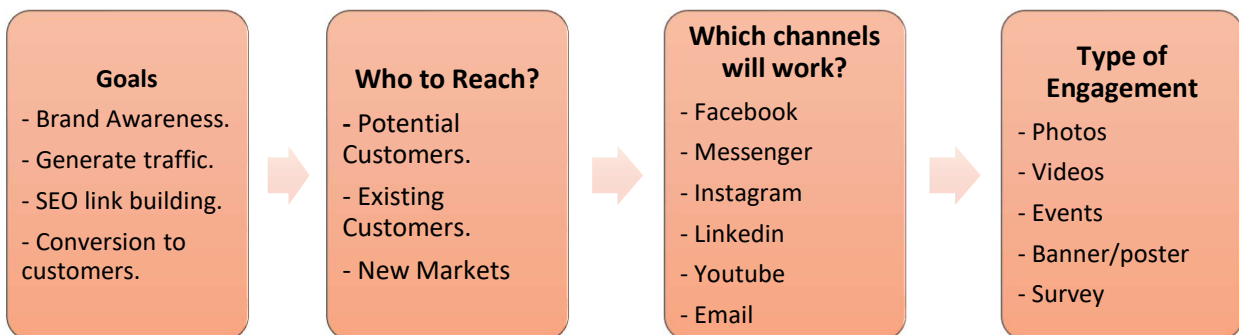 Goals
- Brand Awareness.
- Generate traffic.
- SEO link building.
- Conversion to
customers.
Who to Reach?
- Potential
Customers.
- Existing
Customers.
- New Markets
Which channels
will work?
- Facebook
- Messenger
- Instagram
- Linkedin
- Youtube
- Email
Type of
Engagement
- Photos
- Videos
- Events
- Banner/poster
- Survey